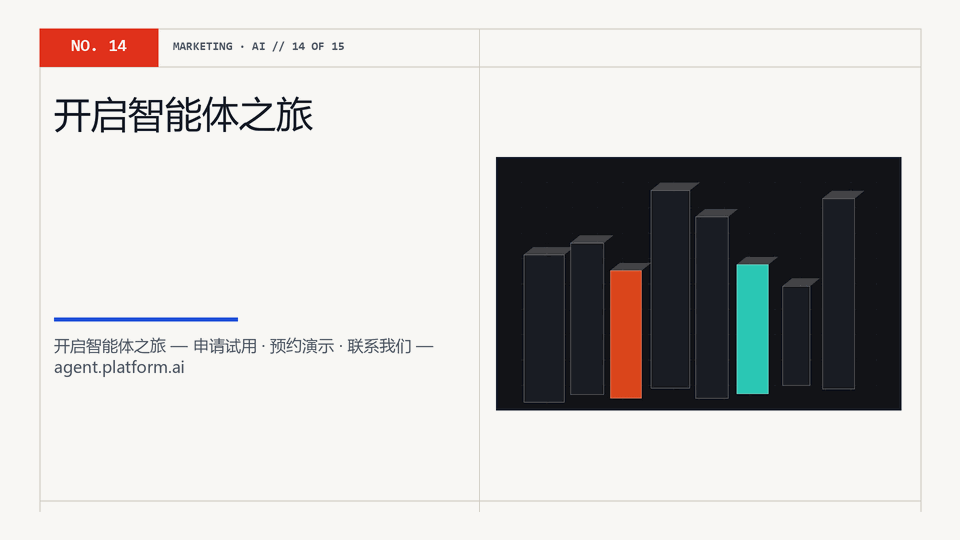 NO. 14
MARKETING · AI // 14 OF 15
开启智能体之旅
开启智能体之旅 — 申请试用 · 预约演示 · 联系我们 —
agent.platform.ai